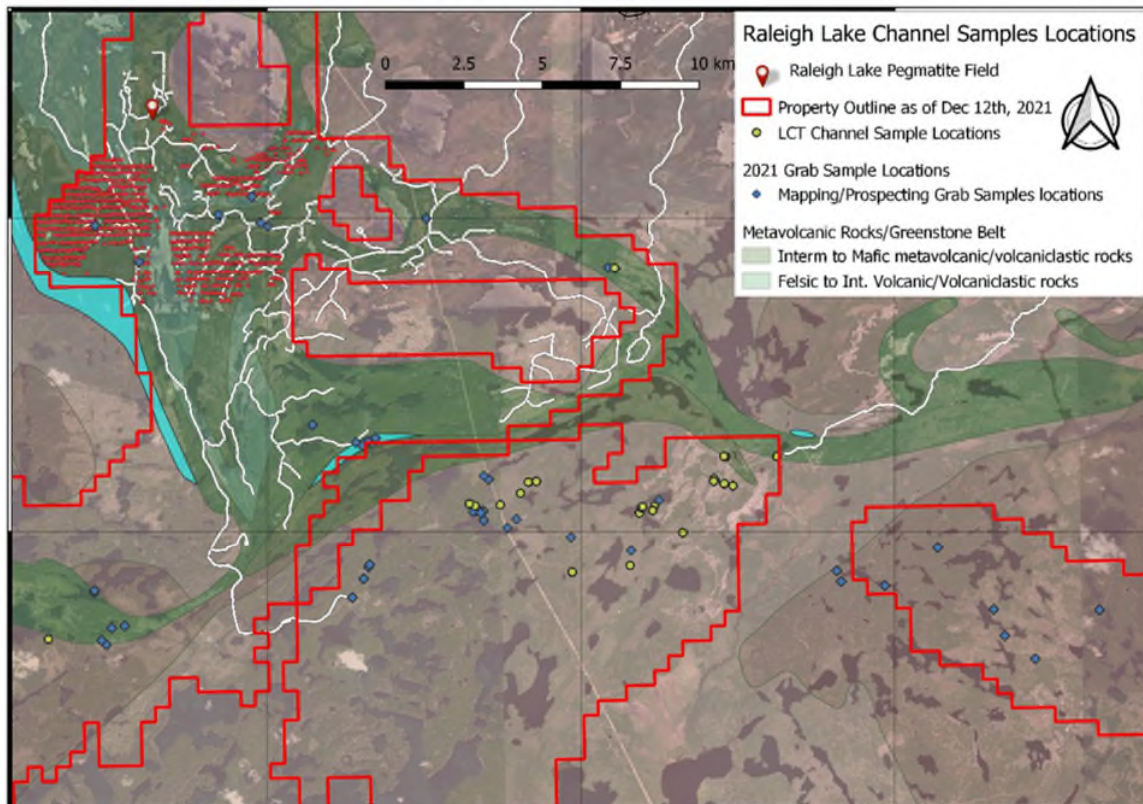 Raleigh Lake Channel Samples Locations
Raleigh Lake Pegmatite Field
Property Outline as of Dec 12th, 2021
LCT Channel Sample Locations
2021 Grab Sample Locations
Mapping/Prospecting Grab Samples locations
Metavolcanic Rocks/Greenstone Belt
Interm to Mafic metavolcanic/volcaniclastic rocks
Felsic to Int. Volcanic/Volcaniclastic rocks
0 2.5 5 7.5 10 km